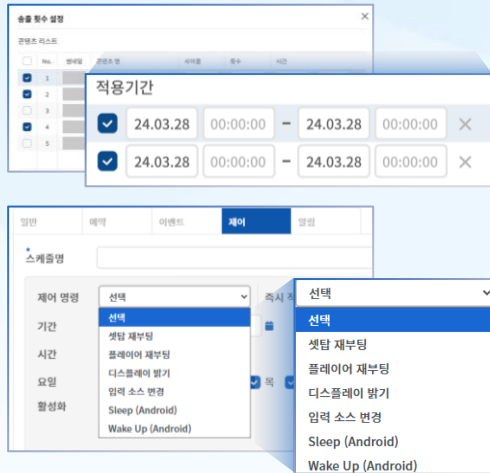 송출 횟수 설정 ×
콘텐츠 리스트
No. 썸네일 콘텐츠 명 사이클 횟수 시간
1
2
3
4
5
적용기간
24.03.28 00:00:00 – 24.03.28 00:00:00 ×
24.03.28 00:00:00 – 24.03.28 00:00:00 ×
일반 예약 이벤트 제어 알림
* 스케줄명
제어 명령 선택 즉시
기간
시간
요일 목
활성화
선택
셋탑 재부팅
플레이어 재부팅
디스플레이 밝기
입력 소스 변경
Sleep (Android)
Wake Up (Android)
선택
선택
셋탑 재부팅
플레이어 재부팅
디스플레이 밝기
입력 소스 변경
Sleep (Android)
Wake Up (Android)